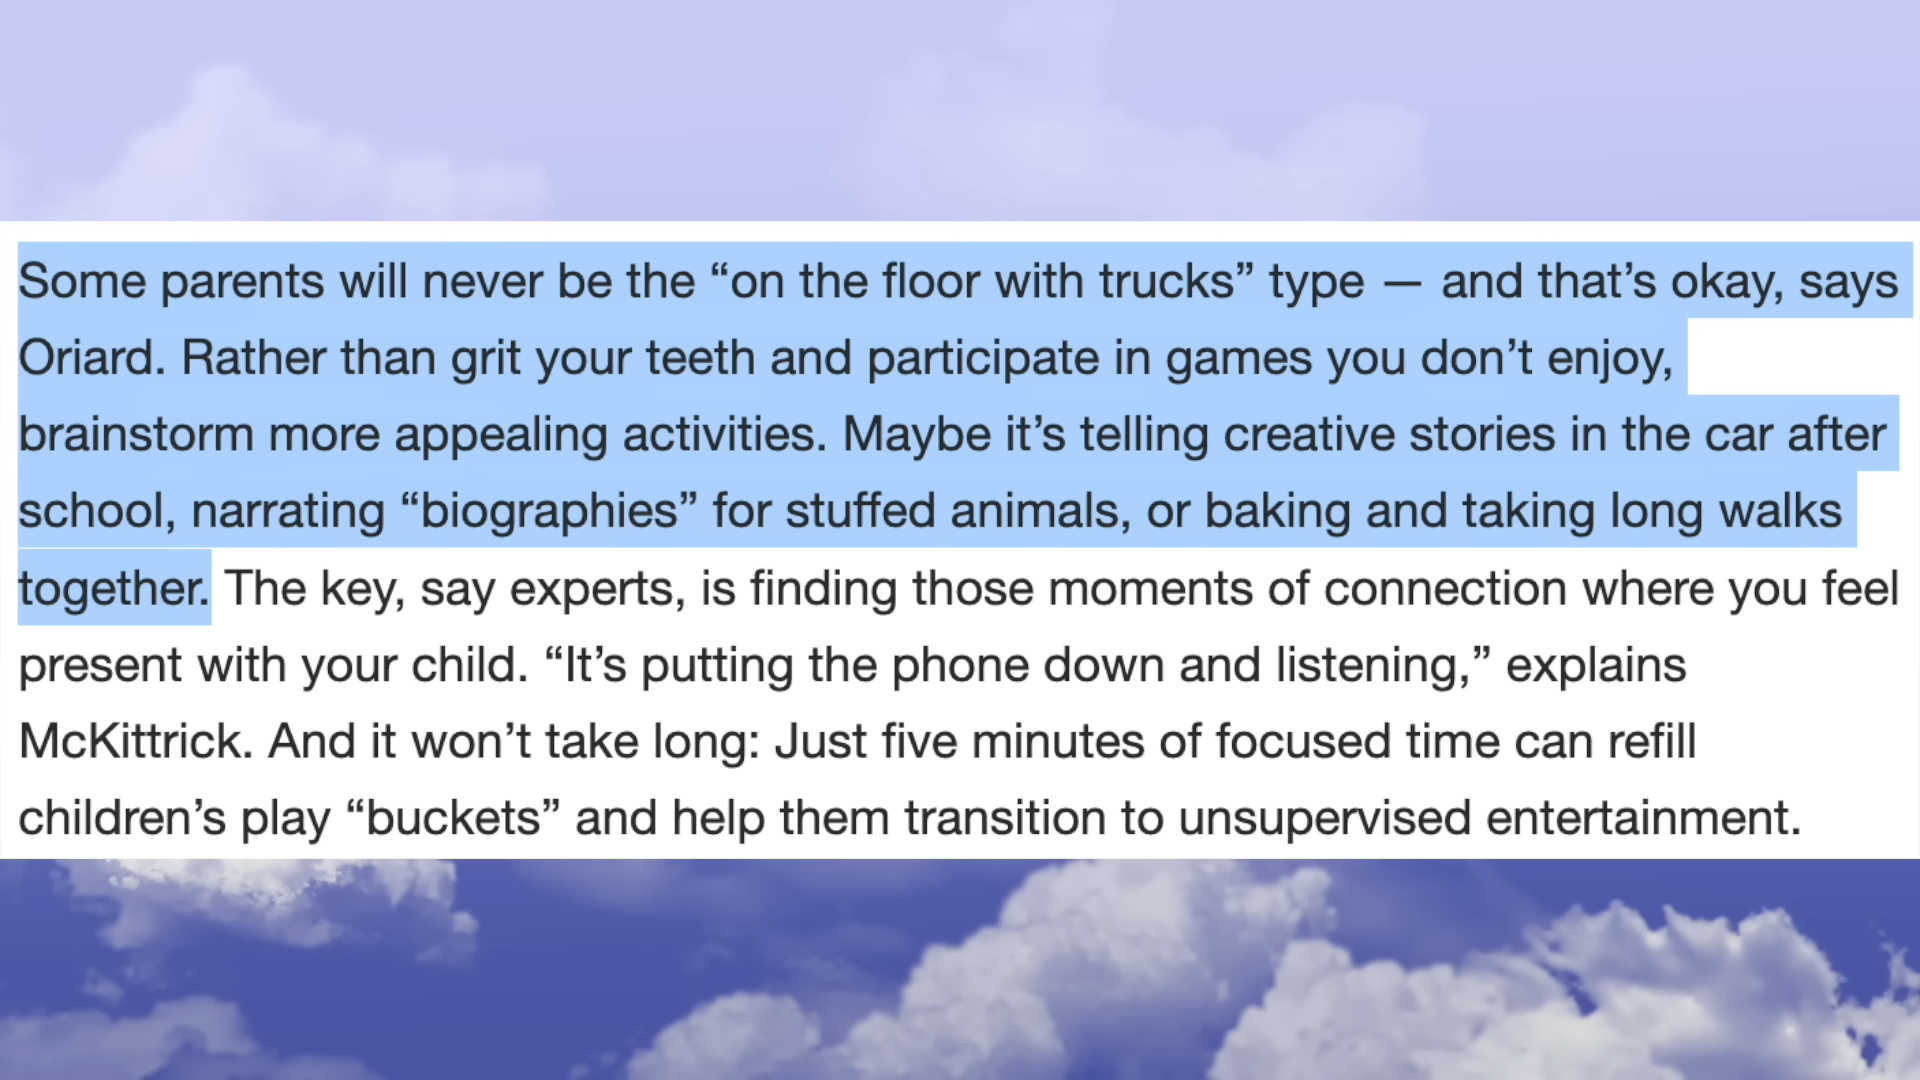 Some parents will never be the “on the floor with trucks” type — and that’s okay, says
Oriard. Rather than grit your teeth and participate in games you don’t enjoy,
brainstorm more appealing activities. Maybe it’s telling creative stories in the car after
school, narrating “biographies” for stuffed animals, or baking and taking long walks
together. The key, say experts, is finding those moments of connection where you feel
present with your child. “It’s putting the phone down and listening,” explains
McKittrick. And it won’t take long: Just five minutes of focused time can refill
children’s play “buckets” and help them transition to unsupervised entertainment.